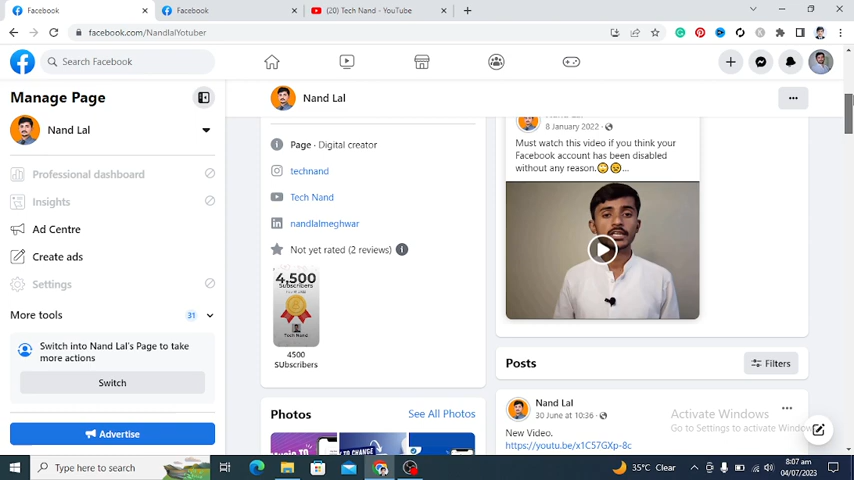 Facebook
Facebook
(20) Tech Nand - YouTube
facebook.com/NandlalYotuber
Search Facebook
Manage Page
Nand Lal
Nand Lal
Professional dashboard
Insights
Ad Centre
Create ads
Settings
More tools
31
Switch into Nand Lal's Page to take
more actions
Switch
Advertise
Page · Digital creator
technand
Tech Nand
nandlalmeghwar
Not yet rated (2 reviews)
4,500
Subscribers
Tech Nand
4500
SUbscribers
Photos
See All Photos
8 January 2022 ·
Must watch this video if you think your
Facebook account has been disabled
without any reason.😳😉...
Posts
Filters
Nand Lal
30 June at 10:36 ·
New Video.
https://youtu.be/x1C57GXp-8c
Activate Windows
Go to Settings to activate Windows
Type here to search
35°C Clear
8:07 am
04/07/2023